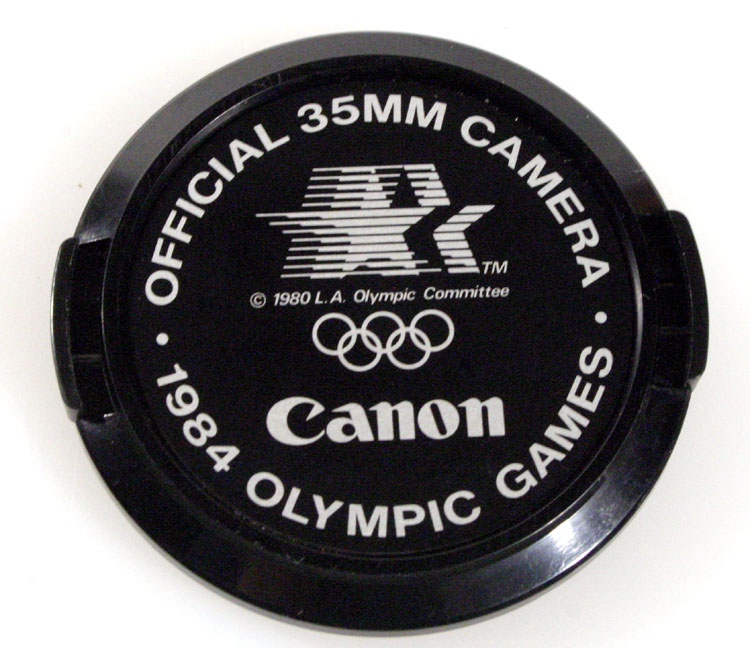 OFFICIAL 35MM CAMERA
TM
© 1980 L.A. Olympic Committee
Canon
• 1984 OLYMPIC GAMES •